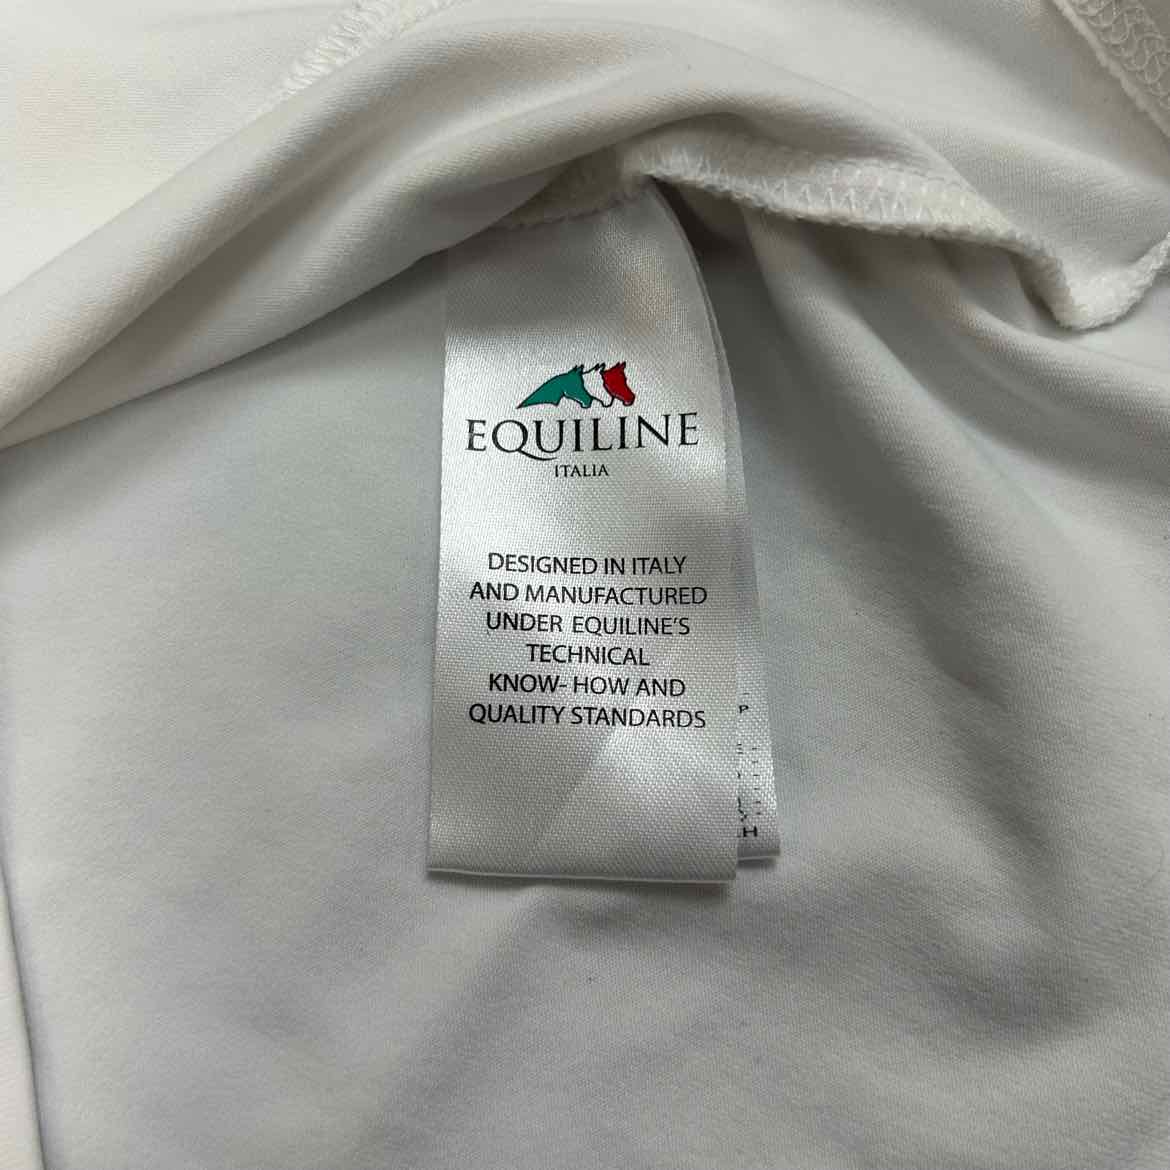 EQUILINE
ITALIA
DESIGNED IN ITALY
AND MANUFACTURED
UNDER EQUILINE'S
TECHNICAL
KNOW- HOW AND
QUALITY STANDARDS